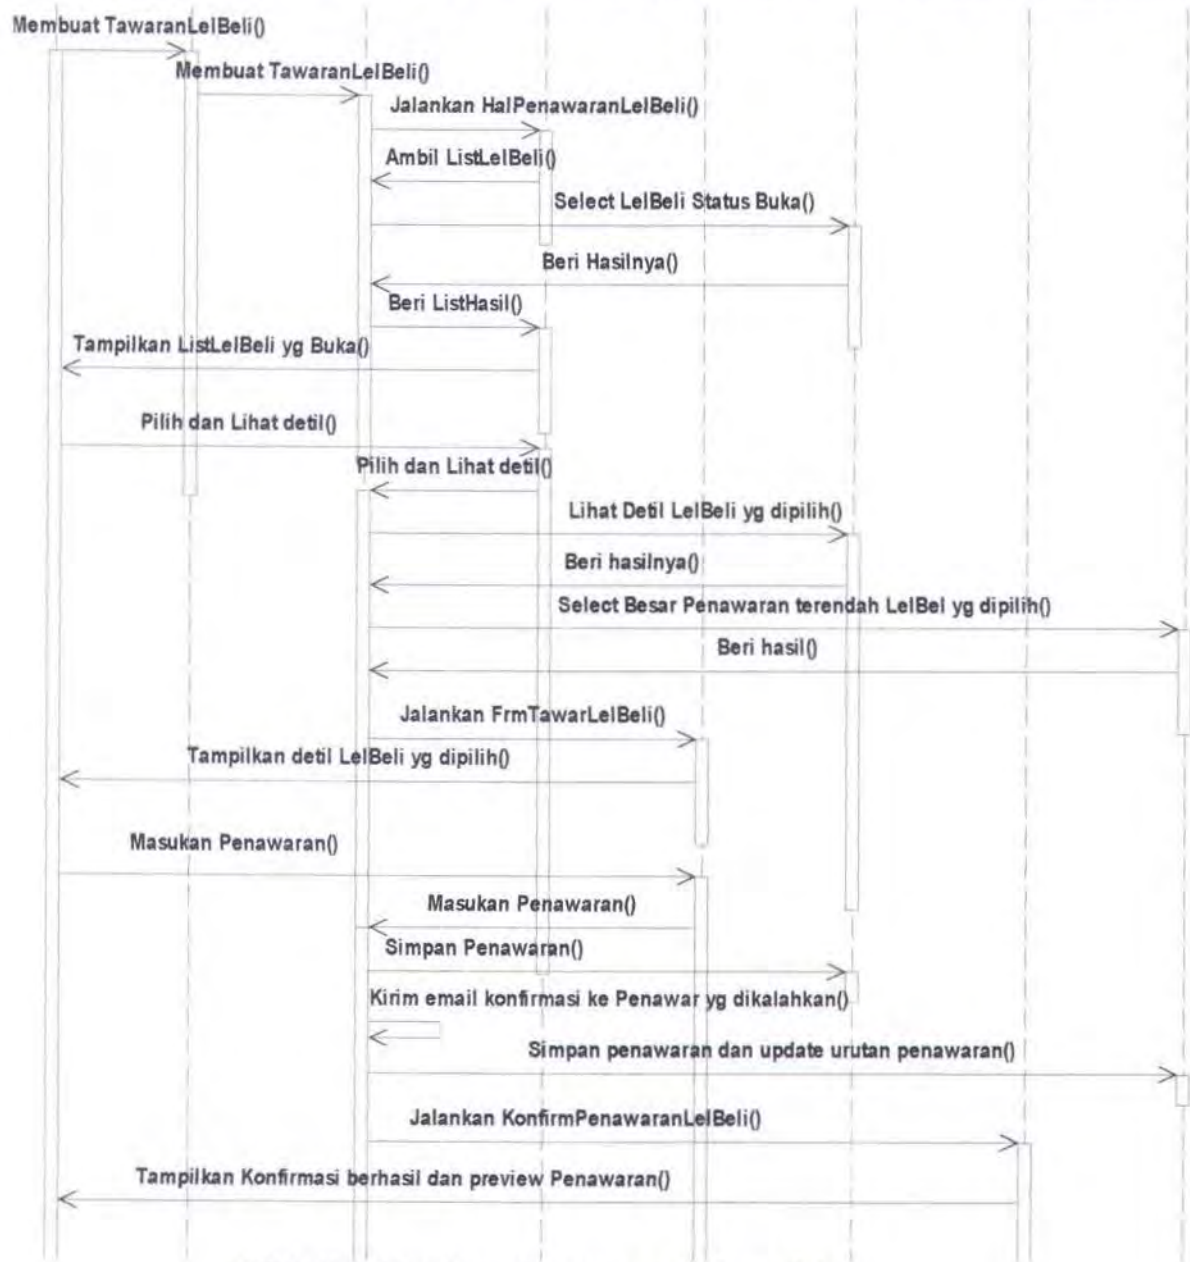 Membuat TawaranLelBeli()
Membuat TawaranLelBeli()
Jalankan HalPenawaranLelBeli()
Ambil ListLelBeli()
Select LelBeli Status Buka()
Beri Hasilnya()
Beri ListHasil()
Tampilkan ListLelBeli yg Buka()
Pilih dan Lihat detil()
Pilih dan Lihat detil()
Lihat Detil LelBeli yg dipilih()
Beri hasilnya()
Select Besar Penawaran terendah LelBel yg dipilih()
Beri hasil()
Jalankan FrmTawarLelBeli()
Tampilkan detil LelBeli yg dipilih()
Masukan Penawaran()
Masukan Penawaran()
Simpan Penawaran()
Kirim email konfirmasi ke Penawar yg dikalahkan()
Simpan penawaran dan update urutan penawaran()
Jalankan KonfirmPenawaranLelBeli()
Tampilkan Konfirmasi berhasil dan preview Penawaran()